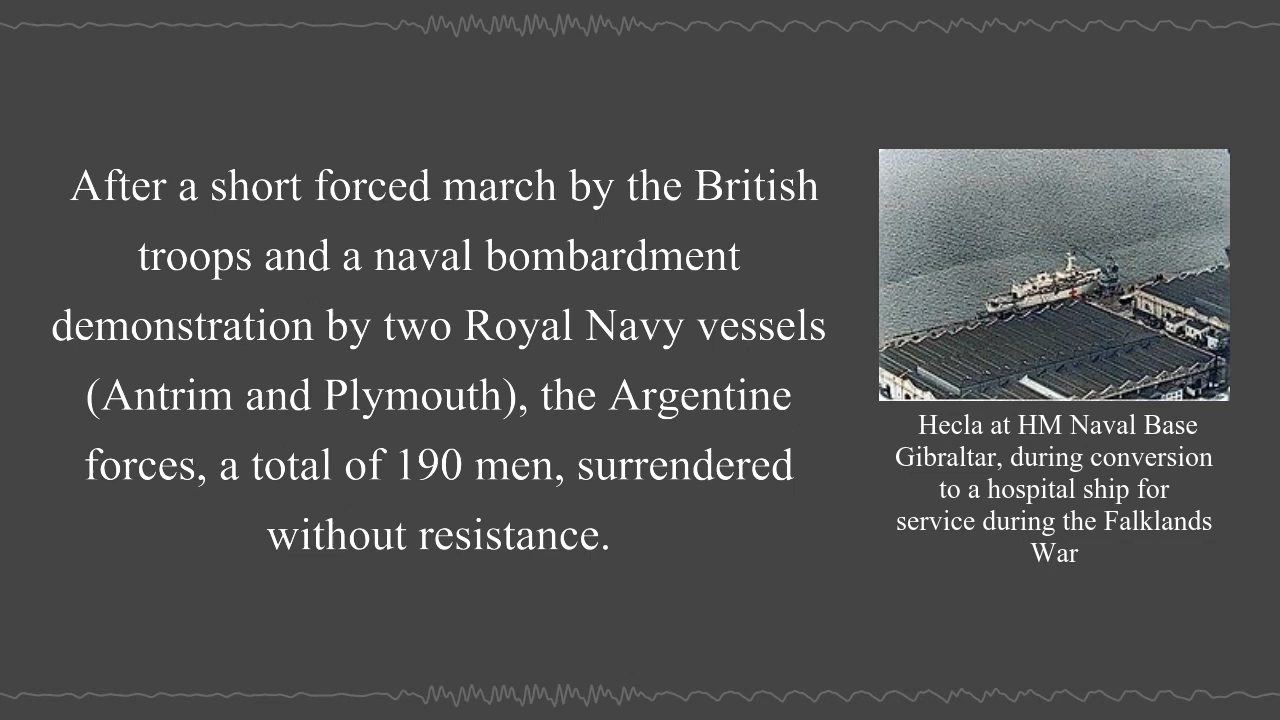 After a short forced march by the British
troops and a naval bombardment
demonstration by two Royal Navy vessels
(Antrim and Plymouth), the Argentine
forces, a total of 190 men, surrendered
without resistance.
Hecla at HM Naval Base
Gibraltar, during conversion
to a hospital ship for
service during the Falklands
War